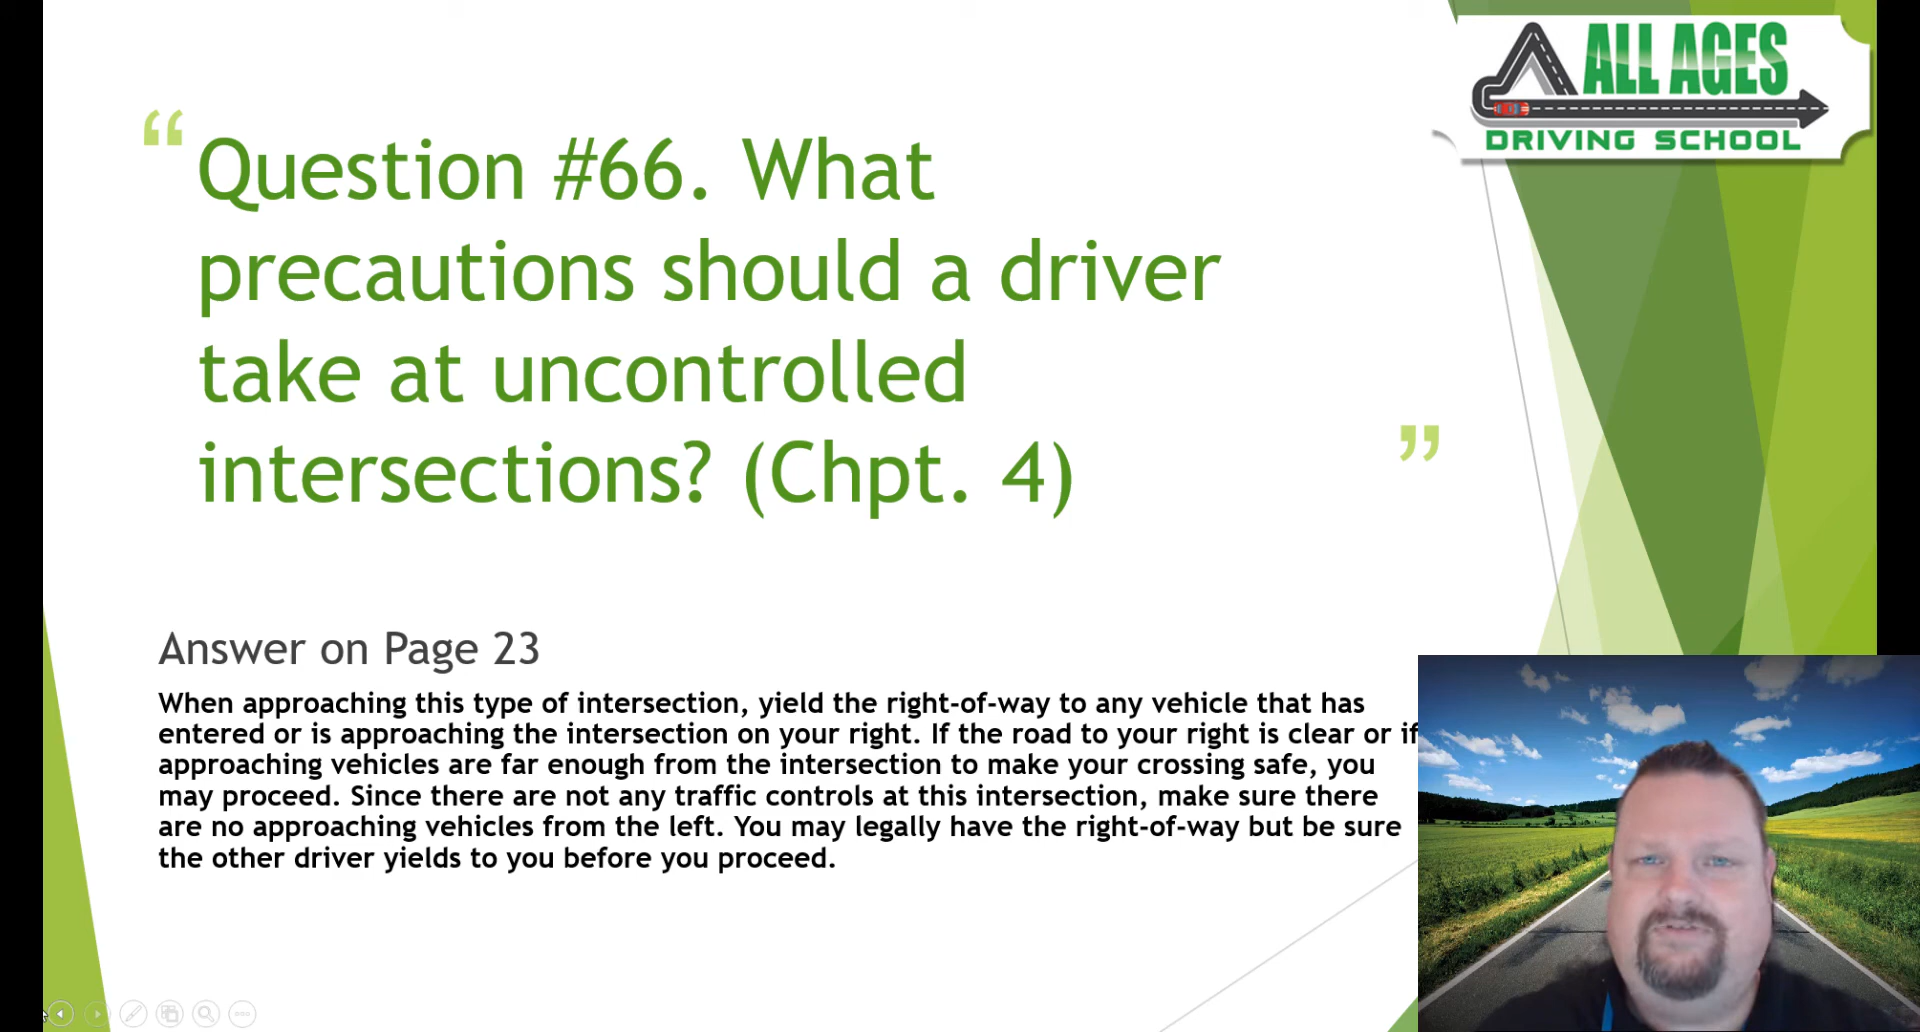 ALL AGES
DRIVING SCHOOL
“ Question #66. What
precautions should a driver
take at uncontrolled
intersections? (Chpt. 4) ”
Answer on Page 23
When approaching this type of intersection, yield the right-of-way to any vehicle that has
entered or is approaching the intersection on your right. If the road to your right is clear or if
approaching vehicles are far enough from the intersection to make your crossing safe, you
may proceed. Since there are not any traffic controls at this intersection, make sure there
are no approaching vehicles from the left. You may legally have the right-of-way but be sure
the other driver yields to you before you proceed.